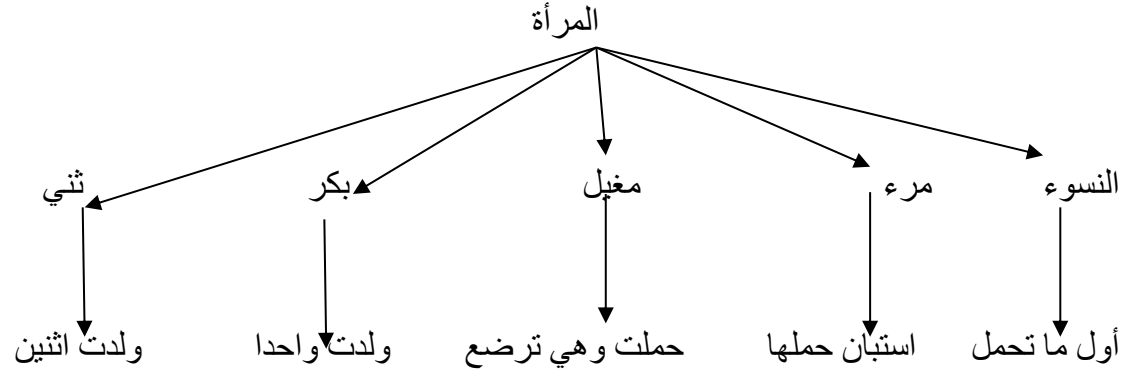 المرأة
النسوء مرء مغيل بكر ثني
أول ما تحمل استبان حملها حملت وهي ترضع ولدت واحدا ولدت اثنين